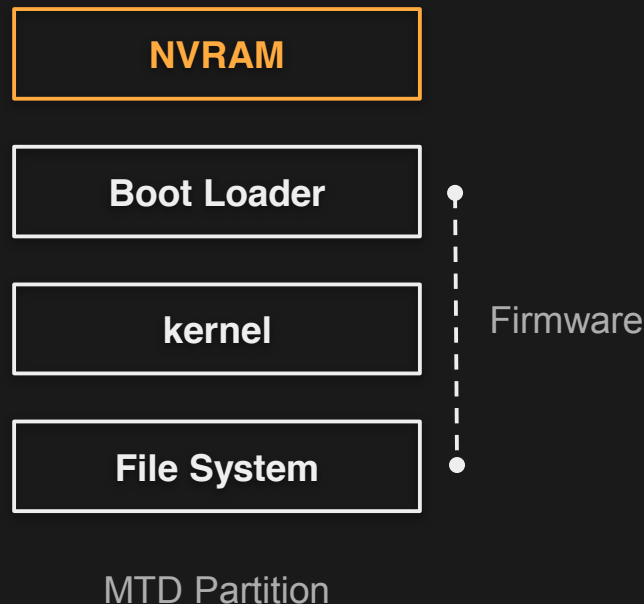 NVRAM
Boot Loader
kernel
Firmware
File System
MTD Partition